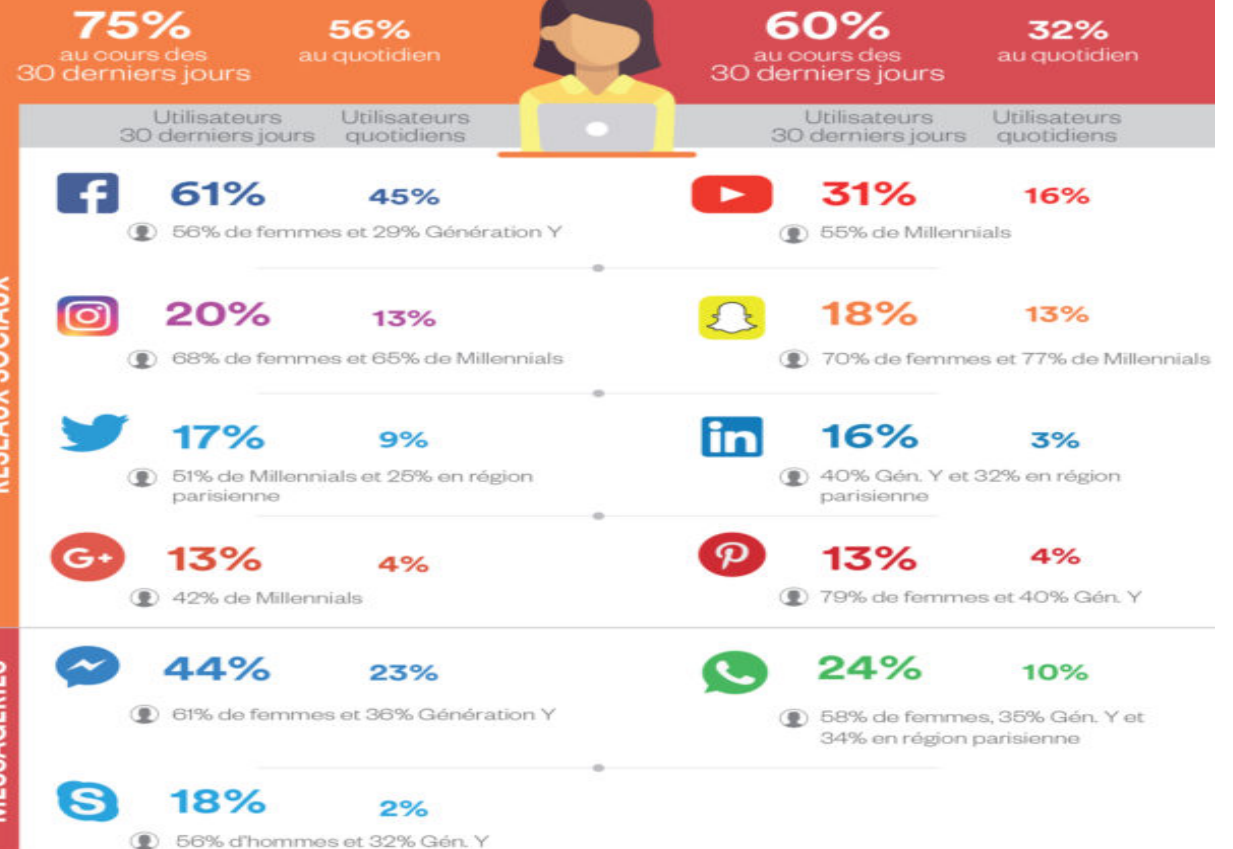 75%
au cours des
30 derniers jours
56%
au quotidien
60%
au cours des
30 derniers jours
32%
au quotidien
Utilisateurs
30 derniers jours
Utilisateurs
quotidiens
Utilisateurs
30 derniers jours
Utilisateurs
quotidiens
RÉSEAUX SOCIAUX
f
61%
45%
56% de femmes et 29% Génération Y
31%
16%
55% de Millennials
20%
13%
68% de femmes et 65% de Millennials
18%
13%
70% de femmes et 77% de Millennials
17%
9%
51% de Millennials et 25% en région
parisienne
in
16%
3%
40% Gén. Y et 32% en région
parisienne
G+
13%
4%
42% de Millennials
13%
4%
79% de femmes et 40% Gén. Y
MESSAGERIES
44%
23%
61% de femmes et 36% Génération Y
24%
10%
58% de femmes, 35% Gén. Y et
34% en région parisienne
S
18%
2%
56% d'hommes et 32% Gén. Y